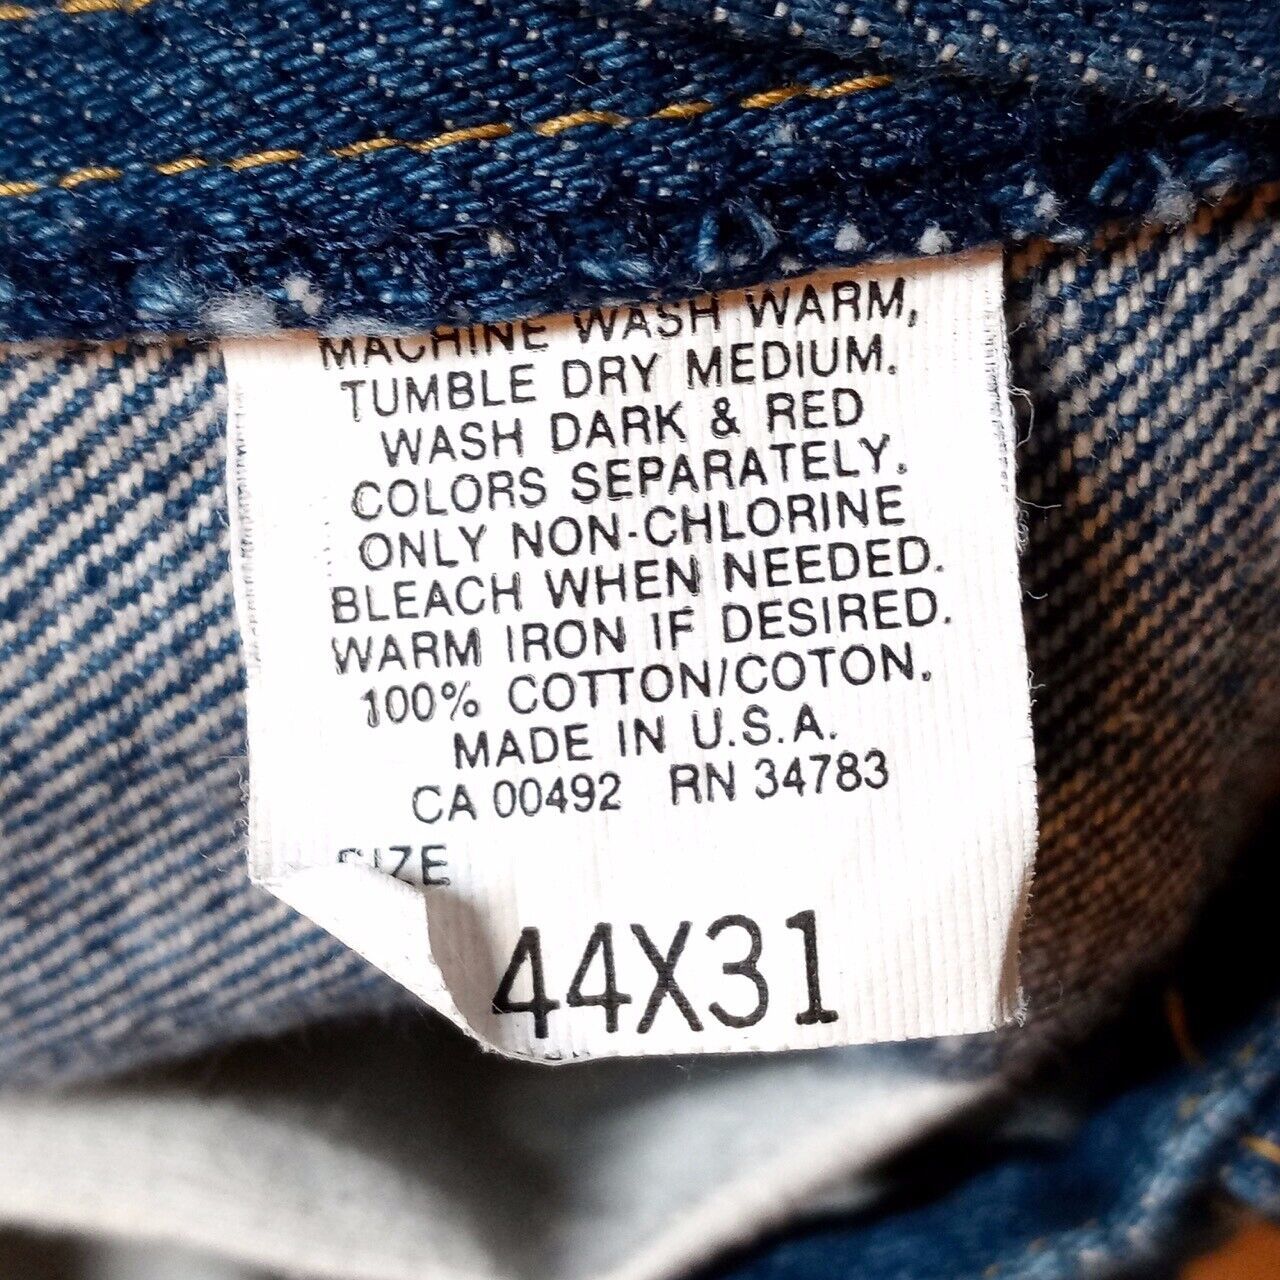 MACHINE WASH WARM,
TUMBLE DRY MEDIUM.
WASH DARK & RED
COLORS SEPARATELY.
ONLY NON-CHLORINE
BLEACH WHEN NEEDED.
WARM IRON IF DESIRED.
100% COTTON/COTON.
MADE IN U.S.A.
CA 00492 RN 34783
SIZE
44X31